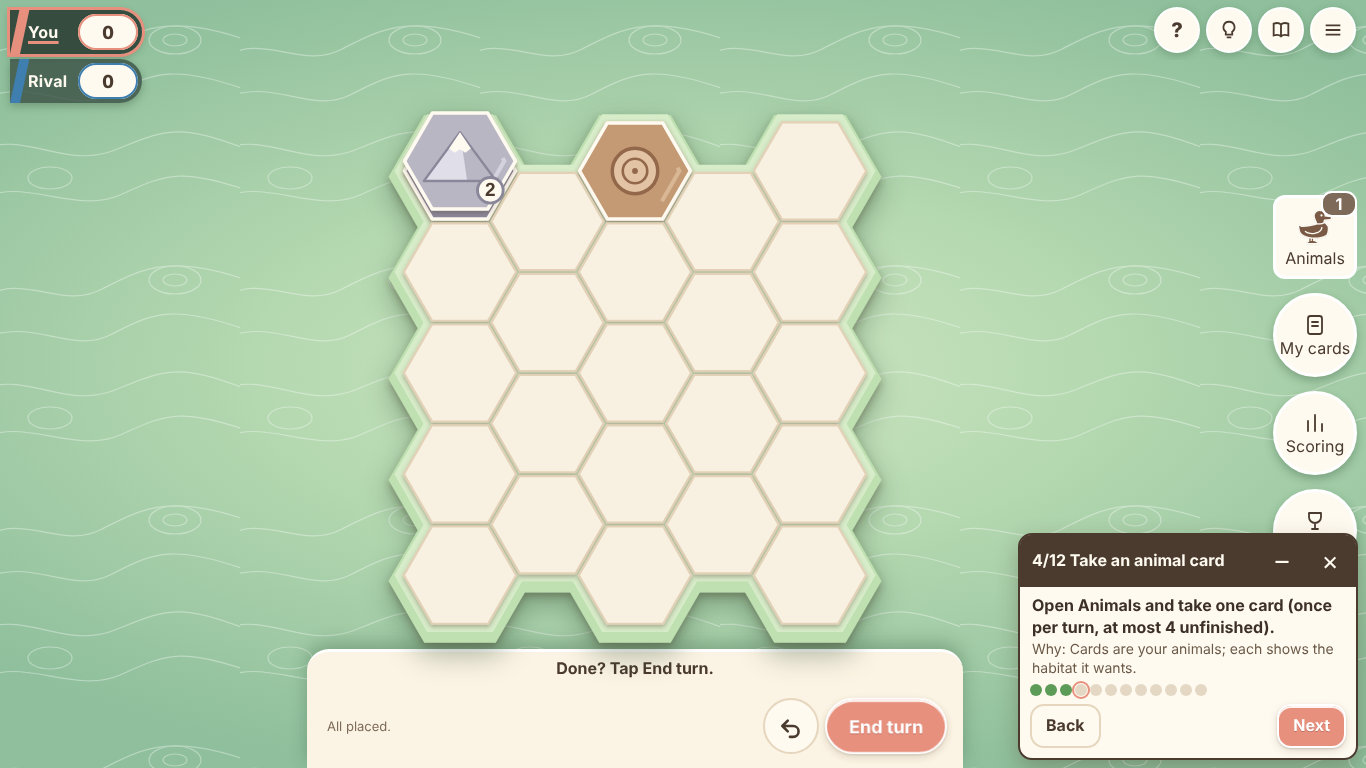 You 0
Rival 0
?
2
1
Animals
My cards
Scoring
4/12 Take an animal card
Open Animals and take one card (once
per turn, at most 4 unfinished).
Why: Cards are your animals; each shows the
habitat it wants.
Back
Next
Done? Tap End turn.
All placed.
End turn